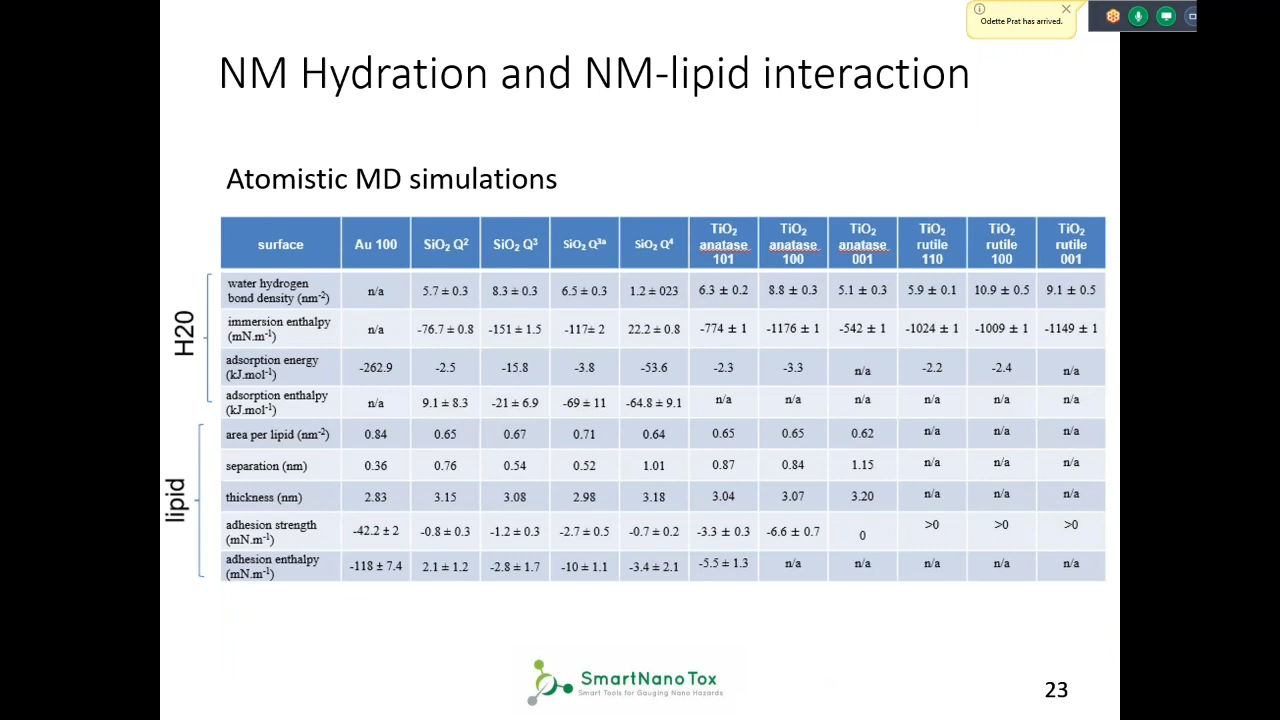 Odette Prat has arrived.
NM Hydration and NM-lipid interaction
Atomistic MD simulations
surface Au 100 SiO₂ Q² SiO₂ Q³ SiO₂ Q³ᵃ SiO₂ Q⁴ TiO₂ anatase 101 TiO₂ anatase 100 TiO₂ anatase 001 TiO₂ rutile 110 TiO₂ rutile 100 TiO₂ rutile 001
H20
water hydrogen bond density (nm⁻²) n/a 5.7 ± 0.3 8.3 ± 0.3 6.5 ± 0.3 1.2 ± 023 6.3 ± 0.2 8.8 ± 0.3 5.1 ± 0.3 5.9 ± 0.1 10.9 ± 0.5 9.1 ± 0.5
immersion enthalpy (mN.m⁻¹) n/a -76.7 ± 0.8 -151 ± 1.5 -117± 2 22.2 ± 0.8 -774 ± 1 -1176 ± 1 -542 ± 1 -1024 ± 1 -1009 ± 1 -1149 ± 1
adsorption energy (kJ.mol⁻¹) -262.9 -2.5 -15.8 -3.8 -53.6 -2.3 -3.3 n/a -2.2 -2.4 n/a
adsorption enthalpy (kJ.mol⁻¹) n/a 9.1 ± 8.3 -21 ± 6.9 -69 ± 11 -64.8 ± 9.1 n/a n/a n/a n/a n/a n/a
lipid
area per lipid (nm⁻²) 0.84 0.65 0.67 0.71 0.64 0.65 0.65 0.62 n/a n/a n/a
separation (nm) 0.36 0.76 0.54 0.52 1.01 0.87 0.84 1.15 n/a n/a n/a
thickness (nm) 2.83 3.15 3.08 2.98 3.18 3.04 3.07 3.20 n/a n/a n/a
adhesion strength (mN.m⁻¹) -42.2 ± 2 -0.8 ± 0.3 -1.2 ± 0.3 -2.7 ± 0.5 -0.7 ± 0.2 -3.3 ± 0.3 -6.6 ± 0.7 0 >0 >0 >0
adhesion enthalpy (mN.m⁻¹) -118 ± 7.4 2.1 ± 1.2 -2.8 ± 1.7 -10 ± 1.1 -3.4 ± 2.1 -5.5 ± 1.3 n/a n/a n/a n/a n/a
SmartNanoTox
Smart Tools for Gauging Nano Hazards
23